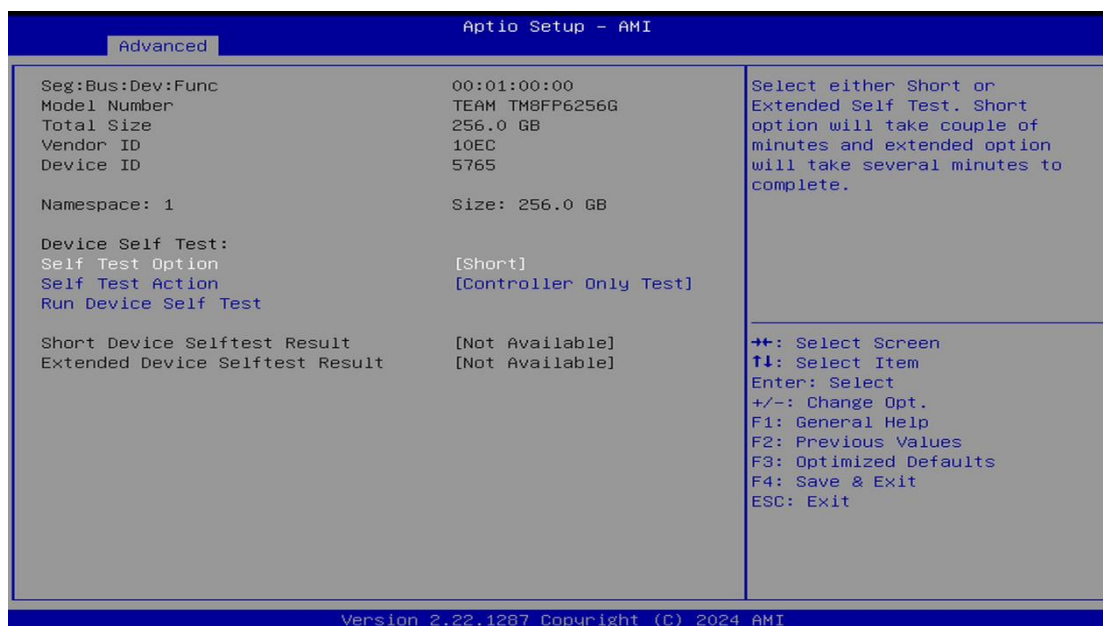 Aptio Setup - AMI
Advanced
Seg:Bus:Dev:Func 00:01:00:00
Model Number TEAM TM8FP6256G
Total Size 256.0 GB
Vendor ID 10EC
Device ID 5765
Namespace: 1 Size: 256.0 GB
Device Self Test:
Self Test Option [Short]
Self Test Action [Controller Only Test]
Run Device Self Test
Short Device Selftest Result [Not Available]
Extended Device Selftest Result [Not Available]
Select either Short or
Extended Self Test. Short
option will take couple of
minutes and extended option
will take several minutes to
complete.
→←: Select Screen
↑↓: Select Item
Enter: Select
+/-: Change Opt.
F1: General Help
F2: Previous Values
F3: Optimized Defaults
F4: Save & Exit
ESC: Exit
Version 2.22.1287 Copyright (C) 2024 AMI